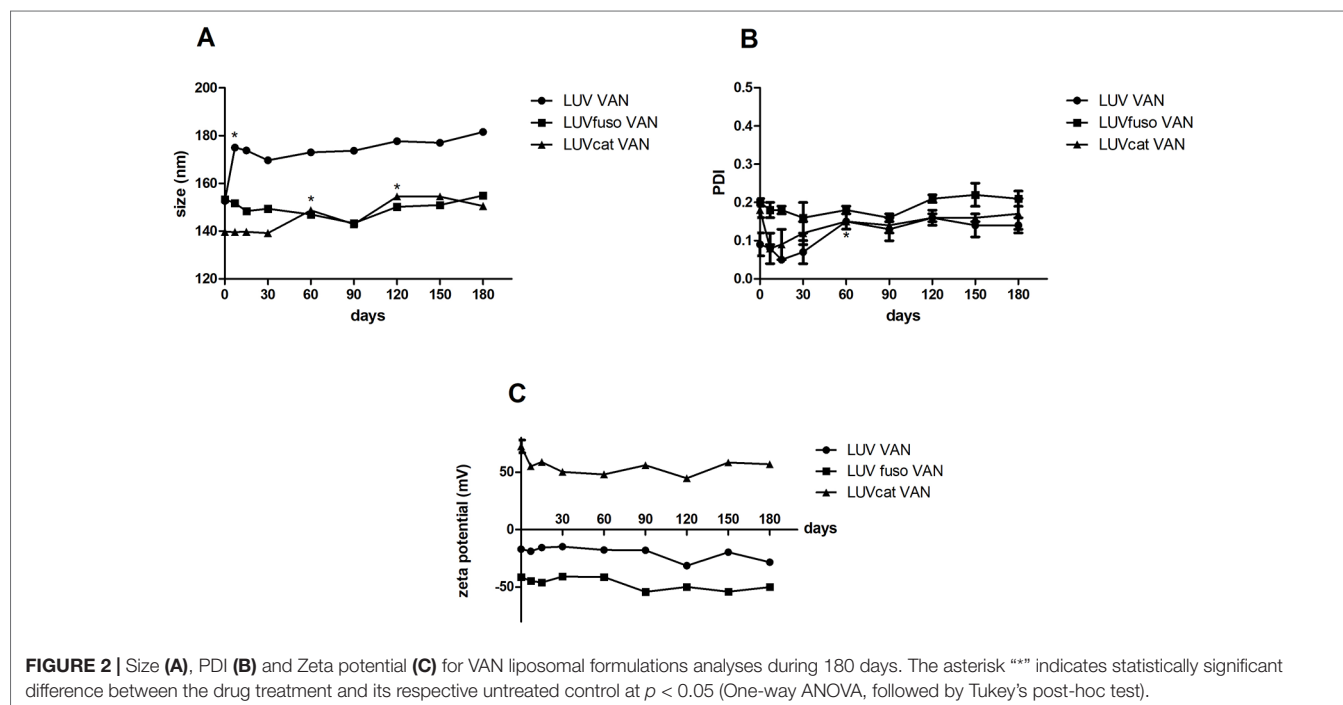 A
200
180
160
140
120
size (nm)
0 30 60 90 120 150 180
days
*
*
*
LUV VAN
LUVfuso VAN
LUVcat VAN
B
0.5
0.4
0.3
0.2
0.1
0.0
PDI
0 30 60 90 120 150 180
days
*
LUV VAN
LUVfuso VAN
LUVcat VAN
C
50
0
-50
zeta potential (mV)
30 60 90 120 150 180
days
LUV VAN
LUV fuso VAN
LUVcat VAN
FIGURE 2 | Size (A), PDI (B) and Zeta potential (C) for VAN liposomal formulations analyses during 180 days. The asterisk “*” indicates statistically significant
difference between the drug treatment and its respective untreated control at p < 0.05 (One-way ANOVA, followed by Tukey’s post-hoc test).